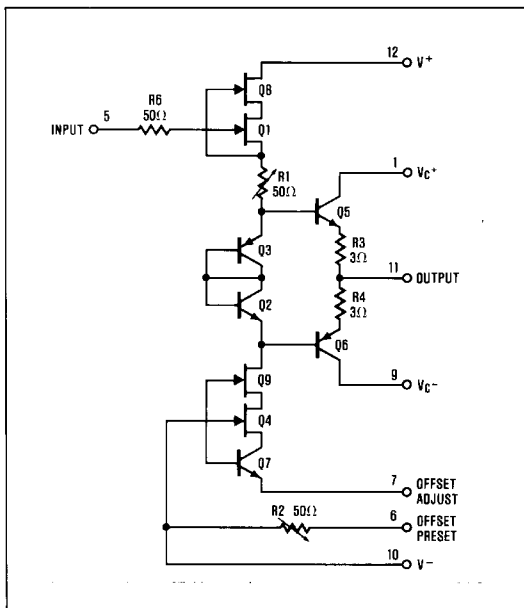 12
V+
Q8
R6
50Ω
5
INPUT
Q1
R1
50Ω
1
VC+
Q5
Q3
R3
3Ω
11
OUTPUT
Q2
R4
3Ω
Q6
Q9
9
VC-
Q4
Q7
7
OFFSET
ADJUST
R2 50Ω
6
OFFSET
PRESET
10
V-